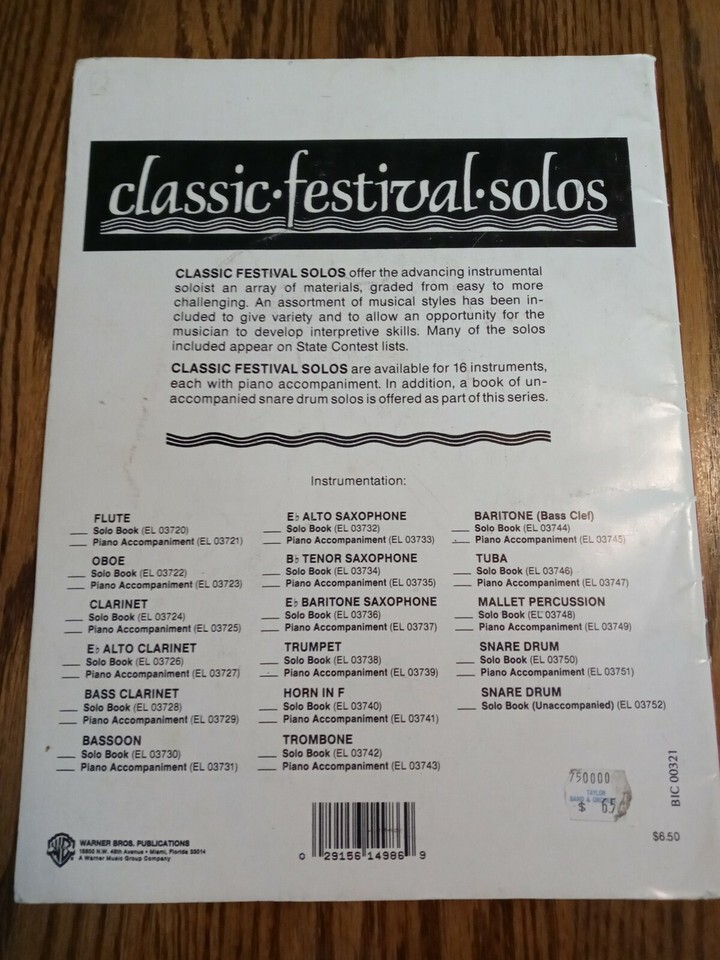 classic·festival·solos
CLASSIC FESTIVAL SOLOS offer the advancing instrumental
soloist an array of materials, graded from easy to more
challenging. An assortment of musical styles has been in-
cluded to give variety and to allow an opportunity for the
musician to develop interpretive skills. Many of the solos
included appear on State Contest lists.
CLASSIC FESTIVAL SOLOS are available for 16 instruments,
each with piano accompaniment. In addition, a book of un-
accompanied snare drum solos is offered as part of this series.
Instrumentation:
FLUTE
Solo Book (EL 03720)
Piano Accompaniment (EL 03721)
OBOE
Solo Book (EL 03722)
Piano Accompaniment (EL 03723)
CLARINET
Solo Book (EL 03724)
Piano Accompaniment (EL 03725)
E♭ ALTO CLARINET
Solo Book (EL 03726)
Piano Accompaniment (EL 03727)
BASS CLARINET
Solo Book (EL 03728)
Piano Accompaniment (EL 03729)
BASSOON
Solo Book (EL 03730)
Piano Accompaniment (EL 03731)
E♭ ALTO SAXOPHONE
Solo Book (EL 03732)
Piano Accompaniment (EL 03733)
B♭ TENOR SAXOPHONE
Solo Book (EL 03734)
Piano Accompaniment (EL 03735)
E♭ BARITONE SAXOPHONE
Solo Book (EL 03736)
Piano Accompaniment (EL 03737)
TRUMPET
Solo Book (EL 03738)
Piano Accompaniment (EL 03739)
HORN IN F
Solo Book (EL 03740)
Piano Accompaniment (EL 03741)
TROMBONE
Solo Book (EL 03742)
Piano Accompaniment (EL 03743)
BARITONE (Bass Clef)
Solo Book (EL 03744)
Piano Accompaniment (EL 03745)
TUBA
Solo Book (EL 03746)
Piano Accompaniment (EL 03747)
MALLET PERCUSSION
Solo Book (EL 03748)
Piano Accompaniment (EL 03749)
SNARE DRUM
Solo Book (EL 03750)
Piano Accompaniment (EL 03751)
SNARE DRUM
Solo Book (Unaccompanied) (EL 03752)
750000
TAYLOR
$
BIC 00321
$6.50
WB
WARNER BROS. PUBLICATIONS
15800 N.W. 48th Avenue • Miami, Florida 33014
A Warner Music Group Company
0 29156 14986 9